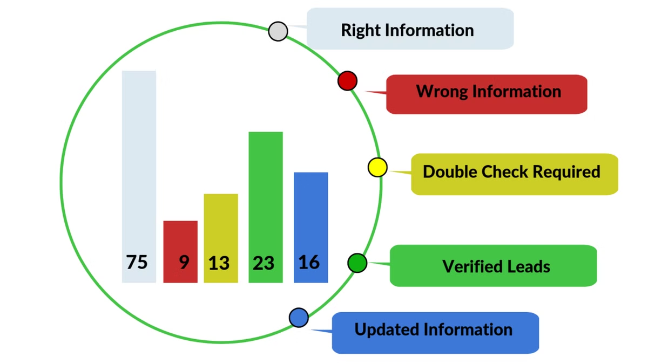 Right Information
Wrong Information
Double Check Required
75 9 13 23 16
Verified Leads
Updated Information